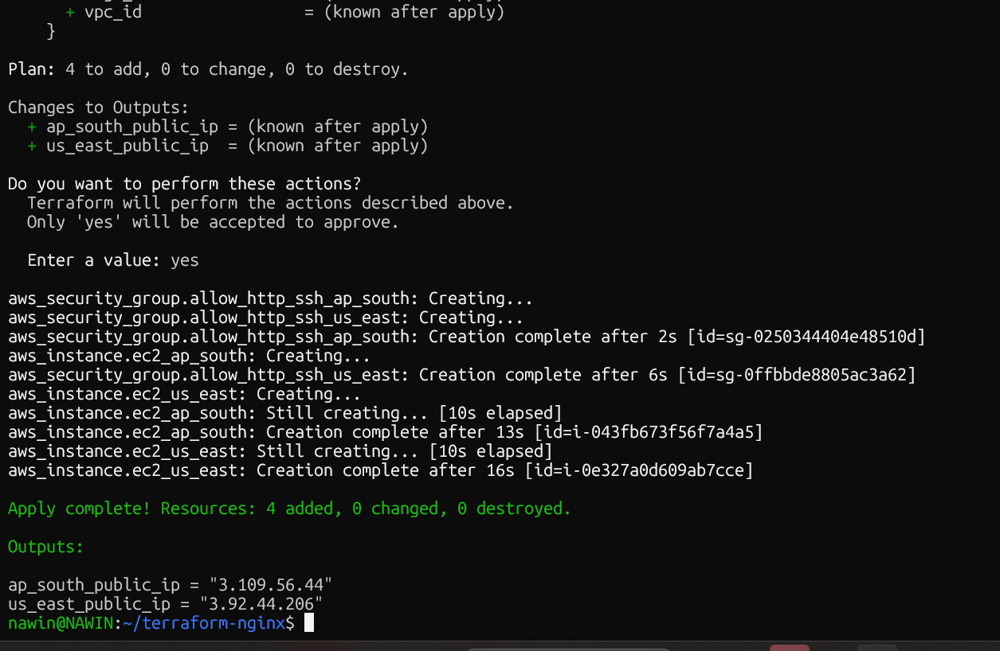 + vpc_id = (known after apply)
}
Plan: 4 to add, 0 to change, 0 to destroy.
Changes to Outputs:
+ ap_south_public_ip = (known after apply)
+ us_east_public_ip = (known after apply)
Do you want to perform these actions?
Terraform will perform the actions described above.
Only 'yes' will be accepted to approve.
Enter a value: yes
aws_security_group.allow_http_ssh_ap_south: Creating...
aws_security_group.allow_http_ssh_us_east: Creating...
aws_security_group.allow_http_ssh_ap_south: Creation complete after 2s [id=sg-0250344404e48510d]
aws_instance.ec2_ap_south: Creating...
aws_security_group.allow_http_ssh_us_east: Creation complete after 6s [id=sg-0ffbbde8805ac3a62]
aws_instance.ec2_us_east: Creating...
aws_instance.ec2_ap_south: Still creating... [10s elapsed]
aws_instance.ec2_ap_south: Creation complete after 13s [id=i-043fb673f56f7a4a5]
aws_instance.ec2_us_east: Still creating... [10s elapsed]
aws_instance.ec2_us_east: Creation complete after 16s [id=i-0e327a0d609ab7cce]
Apply complete! Resources: 4 added, 0 changed, 0 destroyed.
Outputs:
ap_south_public_ip = "3.109.56.44"
us_east_public_ip = "3.92.44.206"
nawin@NAWIN:~/terraform-nginx$